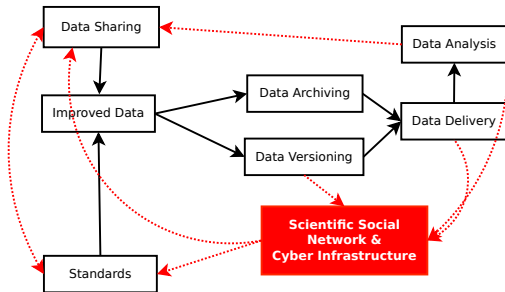 Data Sharing
Data Analysis
Data Archiving
Improved Data
Data Delivery
Data Versioning
Scientific Social
Network &
Cyber Infrastructure
Standards